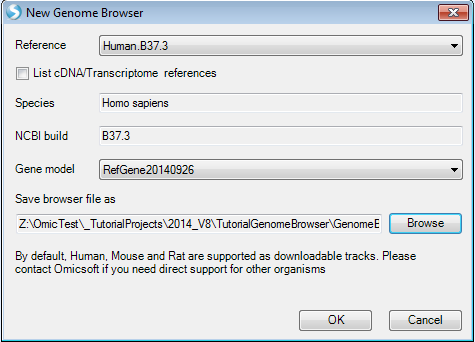 New Genome Browser
Reference Human.B37.3
List cDNA/Transcriptome references
Species Homo sapiens
NCBI build B37.3
Gene model RefGene20140926
Save browser file as
Z:\OmicTest\_TutorialProjects\2014_V8\TutorialGenomeBrowser\GenomeE Browse
By default, Human, Mouse and Rat are supported as downloadable tracks. Please
contact Omicsoft if you need direct support for other organisms
OK Cancel